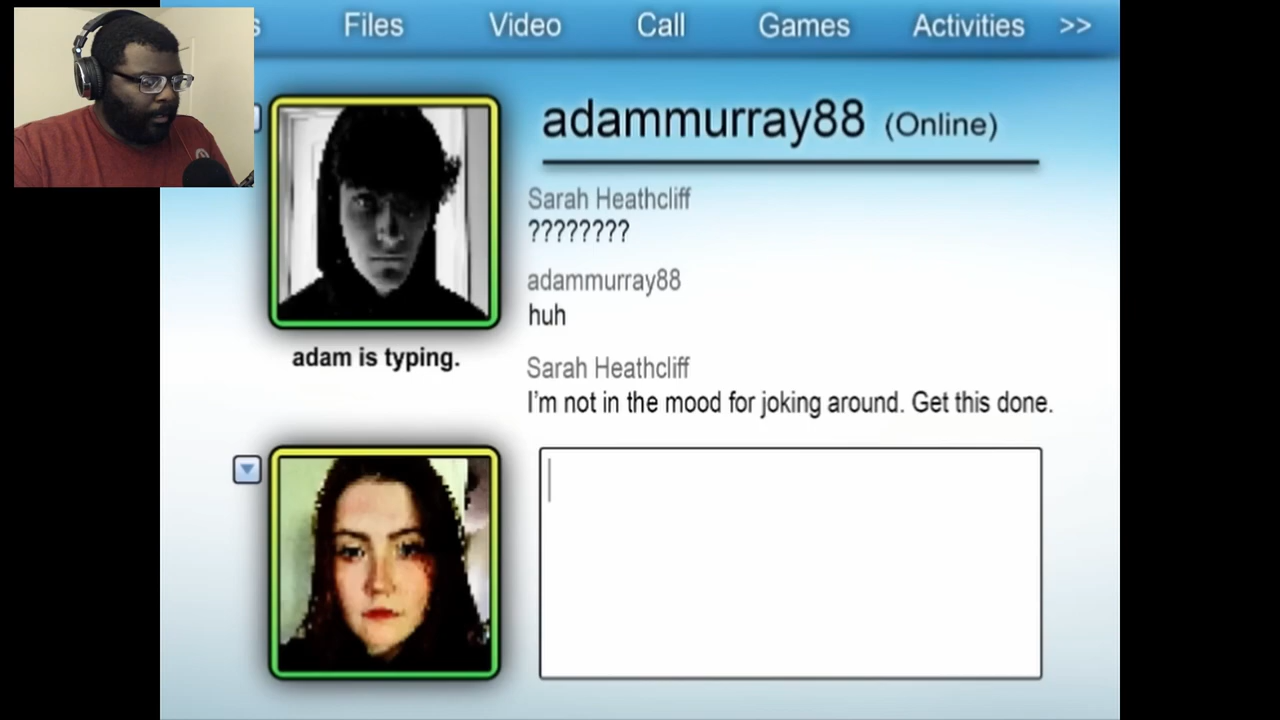 s Files Video Call Games Activities >>
adammurray88 (Online)
Sarah Heathcliff
????????
adammurray88
huh
adam is typing.
Sarah Heathcliff
I'm not in the mood for joking around. Get this done.